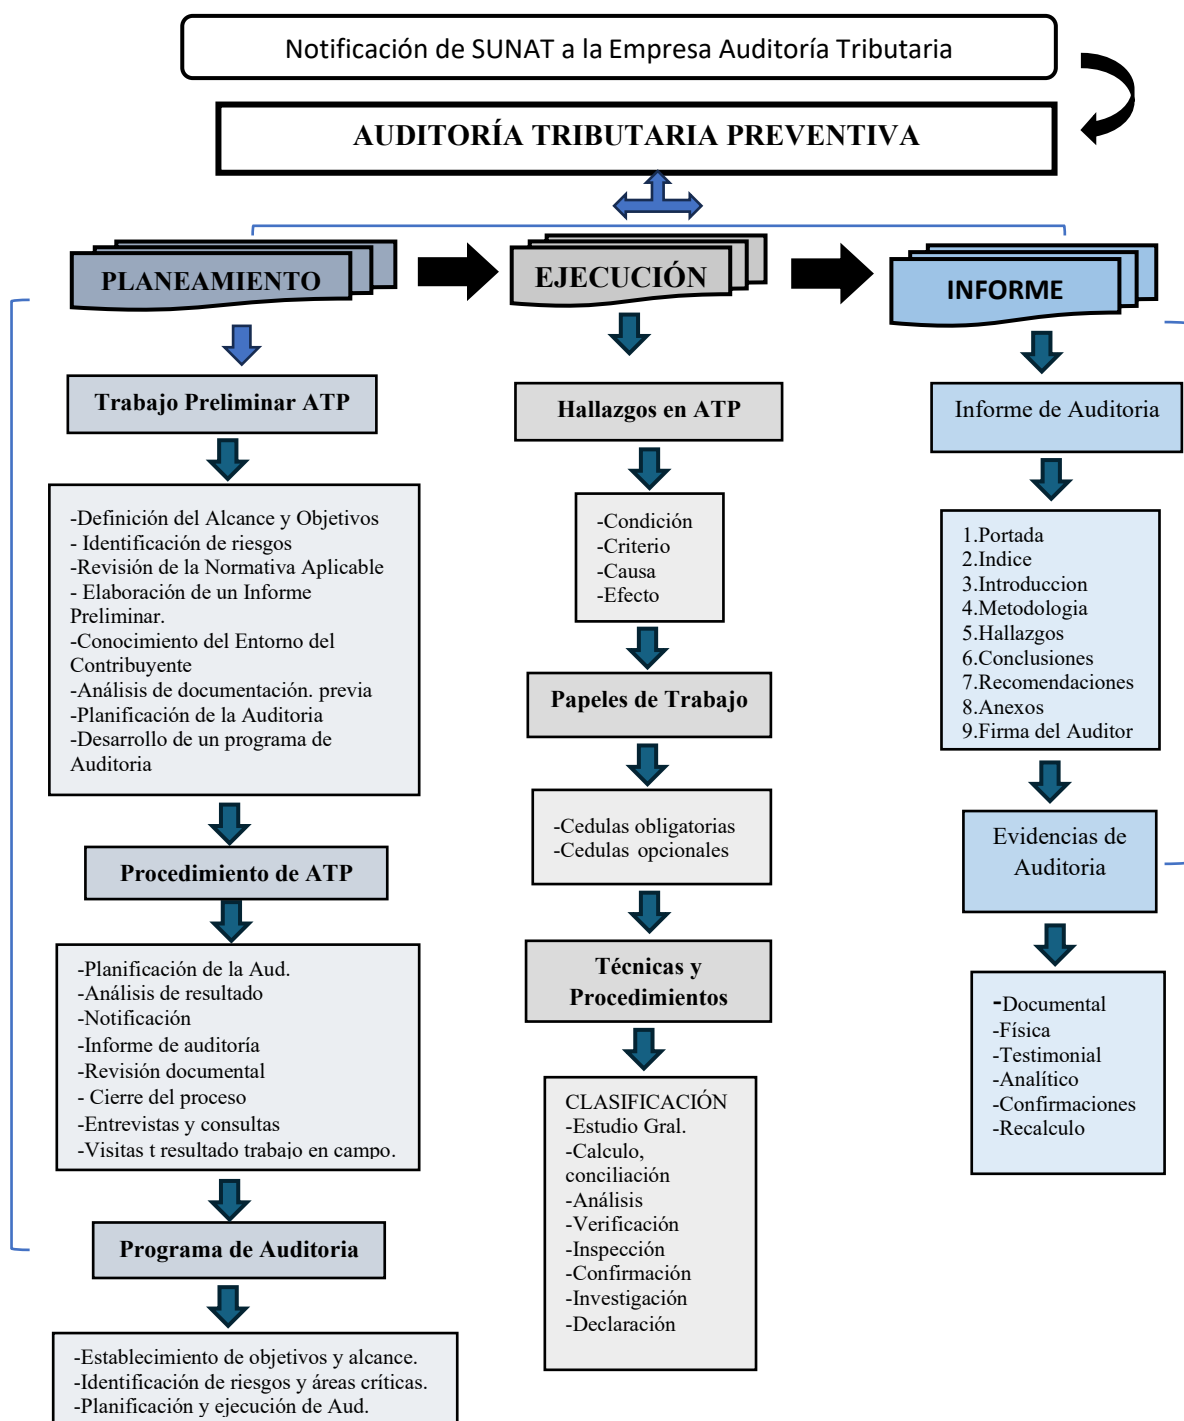 Notificación de SUNAT a la Empresa Auditoría Tributaria
AUDITORÍA TRIBUTARIA PREVENTIVA
PLANEAMIENTO
Trabajo Preliminar ATP
-Definición del Alcance y Objetivos
- Identificación de riesgos
-Revisión de la Normativa Aplicable
- Elaboración de un Informe
Preliminar.
-Conocimiento del Entorno del
Contribuyente
-Análisis de documentación. previa
-Planificación de la Auditoria
-Desarrollo de un programa de
Auditoria
Procedimiento de ATP
-Planificación de la Aud.
-Análisis de resultado
-Notificación
-Informe de auditoría
-Revisión documental
- Cierre del proceso
-Entrevistas y consultas
-Visitas t resultado trabajo en campo.
Programa de Auditoria
-Establecimiento de objetivos y alcance.
-Identificación de riesgos y áreas críticas.
-Planificación y ejecución de Aud.
EJECUCIÓN
Hallazgos en ATP
-Condición
-Criterio
-Causa
-Efecto
Papeles de Trabajo
-Cedulas obligatorias
-Cedulas opcionales
Técnicas y
Procedimientos
CLASIFICACIÓN
-Estudio Gral.
-Calculo,
conciliación
-Análisis
-Verificación
-Inspección
-Confirmación
-Investigación
-Declaración
INFORME
Informe de Auditoria
1.Portada
2.Indice
3.Introduccion
4.Metodologia
5.Hallazgos
6.Conclusiones
7.Recomendaciones
8.Anexos
9.Firma del Auditor
Evidencias de
Auditoria
-Documental
-Física
-Testimonial
-Analítico
-Confirmaciones
-Recalculo